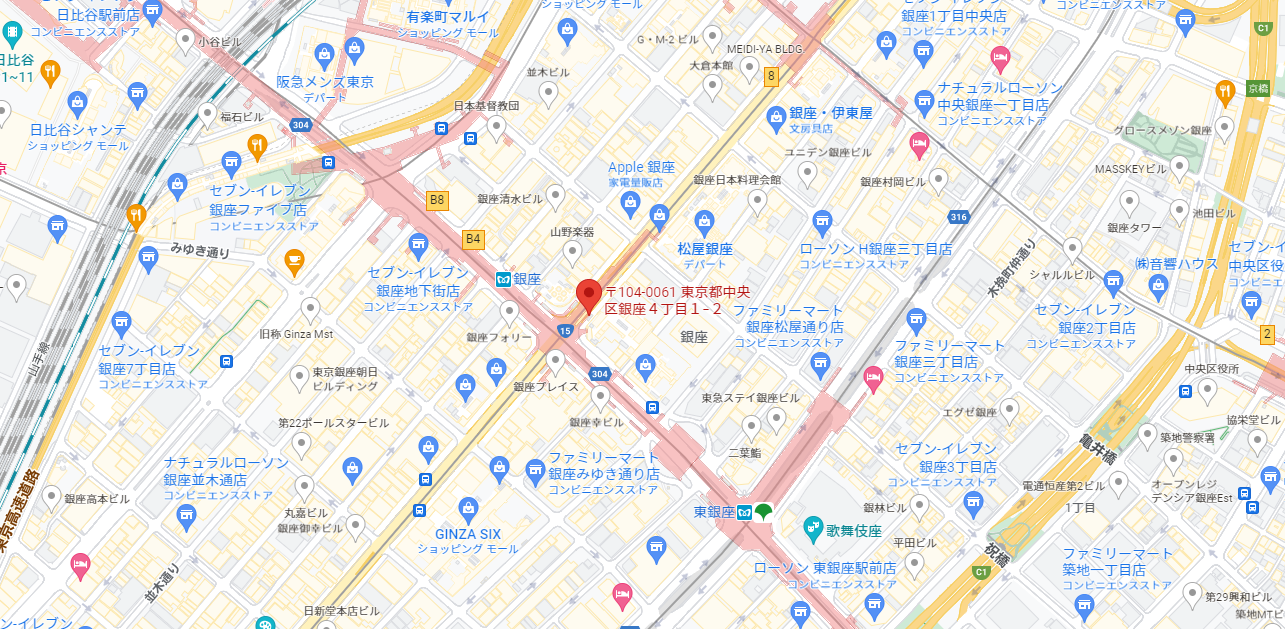 日比谷店
日比谷駅前店
コンビニエンスストア
小谷ビル
有楽町マルイ
ショッピング モール
ショッピング モール
コンビニエンスストア
銀座1丁目中央店
コンビニエンスストア
C1
G・M-2 ビル
MEIDI-YA BLDG
大倉本館
8
日比谷
1~11
阪急メンズ東京
デパート
並木ビル
日本基督教団
ナチュラルローソン
中央銀座一丁目店
コンビニエンスストア
京橋
銀座・伊東屋
文房具店
グロースメゾン銀座
福石ビル
304
日比谷シャンテ
ショッピング モール
ユニデン銀座ビル
MASSKEYビル
京
Apple 銀座
家電量販店
銀座日本料理会館
銀座村岡ビル
セブン-イレブン
銀座ファイブ店
コンビニエンスストア
B8
銀座清水ビル
316
池田ビル
銀座タワー
山野楽器
B4
みゆき通り
松屋銀座
デパート
ローソン H銀座三丁目店
コンビニエンスストア
木挽町仲通り
シャルルビル
㈱音響ハウス
セブン-イ
中央区役
コンビニエ
セブン-イレブン
銀座地下街店
コンビニエンスストア
銀座
〒104-0061 東京都中央
区銀座４丁目１−２
ファミリーマート
銀座松屋通り店
コンビニエンスストア
セブン-イレブン
銀座2丁目店
コンビニエンスストア
旧称 Ginza Mst
銀座フォリー
15
銀座
2
山手線
セブン-イレブン
銀座7丁目店
コンビニエンスストア
ファミリーマート
銀座三丁目店
コンビニエンスストア
東京銀座朝日
ビルディング
銀座プレイス
304
中央区役所
東急ステイ銀座ビル
エグゼ銀座
第22ポールスタービル
銀座幸ビル
協栄堂ビル
築地警察署
亀井橋
二葉鮨
セブン-イレブン
銀座3丁目店
コンビニエンスストア
ナチュラルローソン
銀座並木通店
コンビニエンスストア
ファミリーマート
銀座みゆき通り店
コンビニエンスストア
電通恒産第2ビル
オープンレジ
デンシア銀座Est
1丁目
東京高速道路
銀座高本ビル
丸嘉ビル
銀座御幸ビル
東銀座
銀林ビル
歌舞伎座
GINZA SIX
ショッピング モール
平田ビル
祝橋
C1
ファミリーマート
築地一丁目店
コンビニエンスストア
ローソン 東銀座駅前店
コンビニエンスストア
並木通り
日新堂本店ビル
第29興和ビル
築地MTビ
ン-イレブン